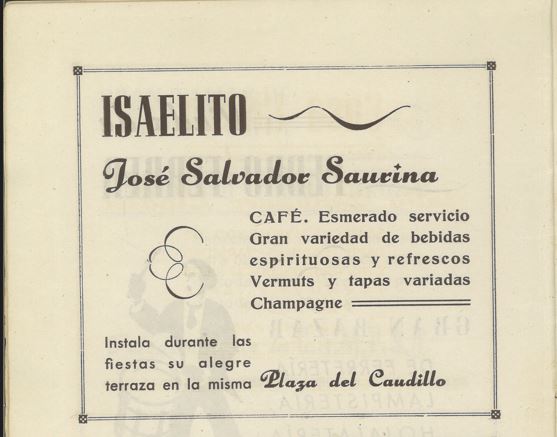 ISAELITO
José Salvador Saurina
CAFÉ. Esmerado servicio
Gran variedad de bebidas
espirituosas y refrescos
Vermuts y tapas variadas
Champagne
Instala durante las
fiestas su alegre
terraza en la misma Plaza del Caudillo